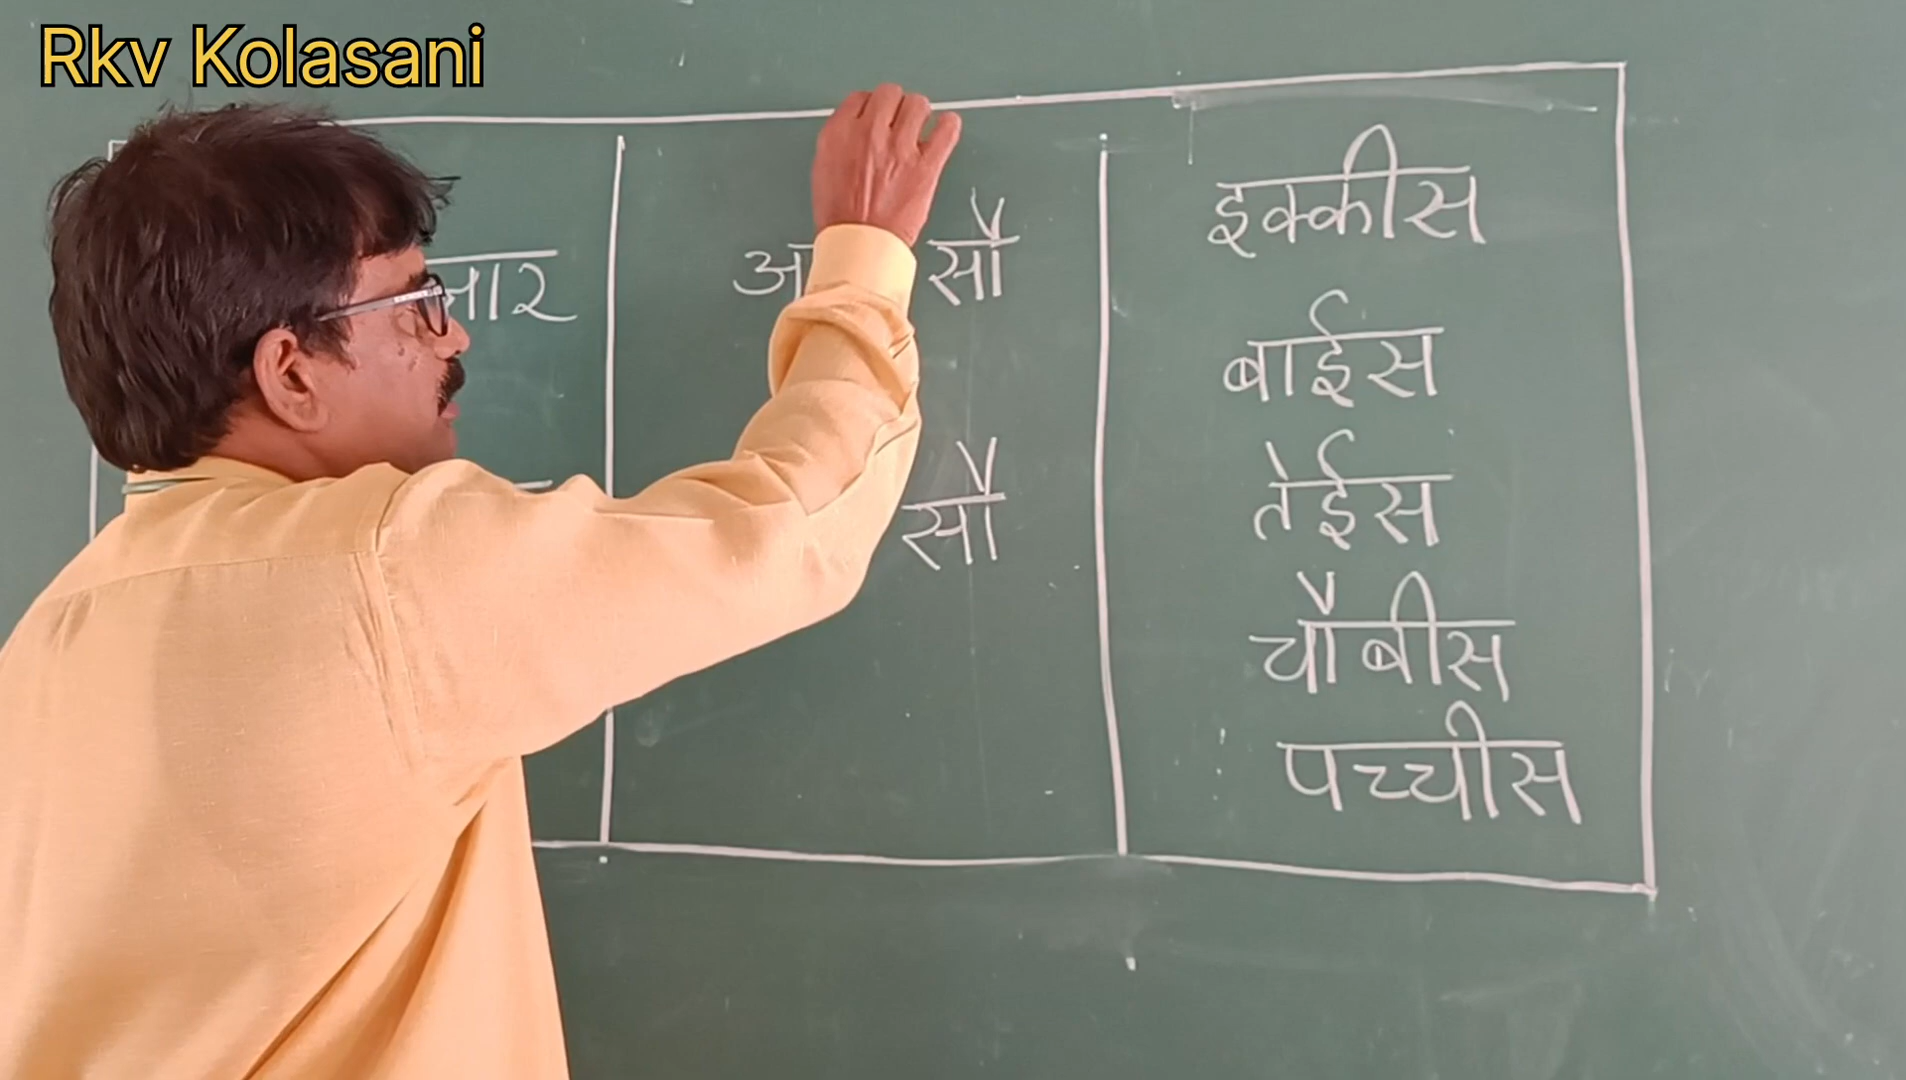 Rkv Kolasani
इक्कीस
सौ
बाईस
तेईस
सौ
चौबीस
पच्चीस